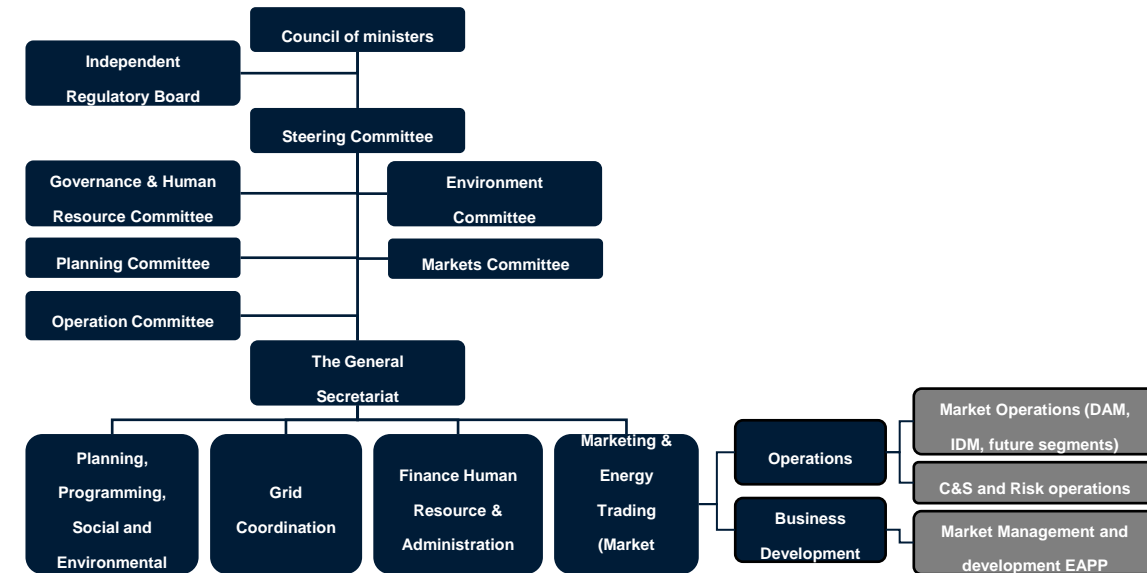 Council of ministers
Independent
Regulatory Board
Steering Committee
Governance & Human
Resource Committee
Environment
Committee
Planning Committee
Markets Committee
Operation Committee
The General
Secretariat
Planning,
Programming,
Social and
Environmental
Grid
Coordination
Finance Human
Resource &
Administration
Marketing &
Energy
Trading
(Market
Operations
Business
Development
Market Operations (DAM,
IDM, future segments)
C&S and Risk operations
Market Management and
development EAPP